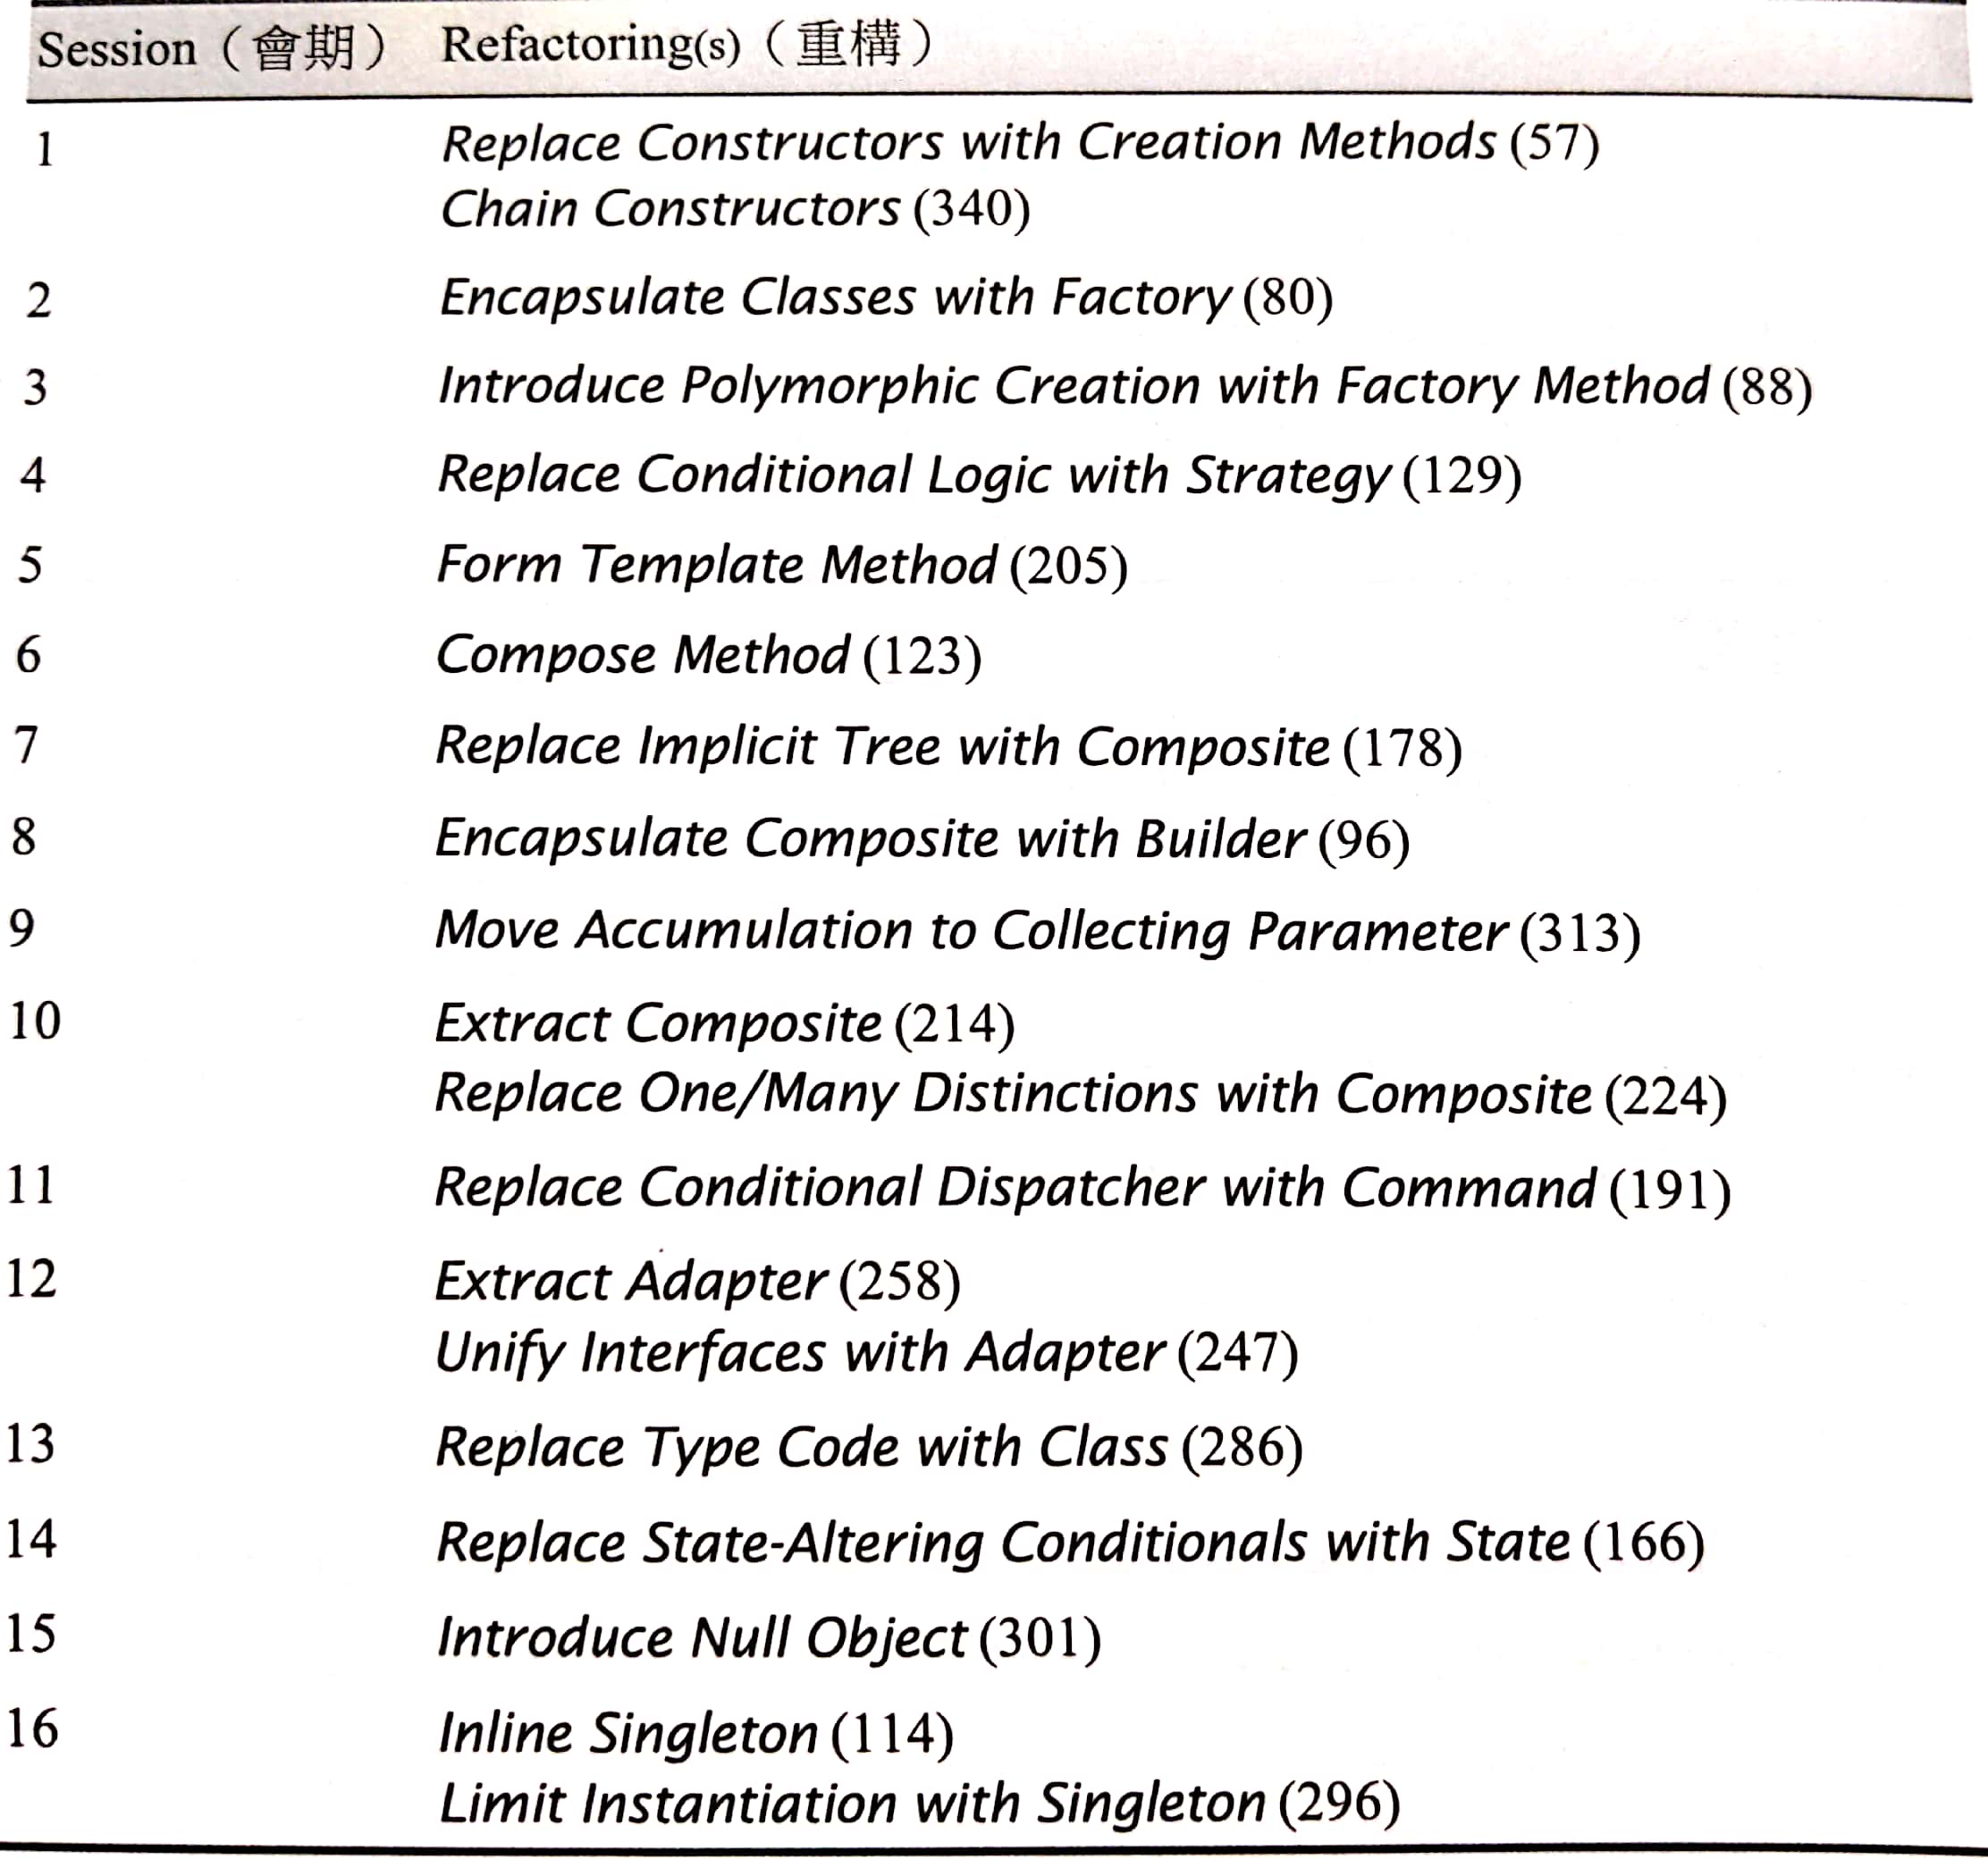 Session（會期） Refactoring(s)（重構）
1 Replace Constructors with Creation Methods (57)
Chain Constructors (340)
2 Encapsulate Classes with Factory (80)
3 Introduce Polymorphic Creation with Factory Method (88)
4 Replace Conditional Logic with Strategy (129)
5 Form Template Method (205)
6 Compose Method (123)
7 Replace Implicit Tree with Composite (178)
8 Encapsulate Composite with Builder (96)
9 Move Accumulation to Collecting Parameter (313)
10 Extract Composite (214)
Replace One/Many Distinctions with Composite (224)
11 Replace Conditional Dispatcher with Command (191)
12 Extract Adapter (258)
Unify Interfaces with Adapter (247)
13 Replace Type Code with Class (286)
14 Replace State-Altering Conditionals with State (166)
15 Introduce Null Object (301)
16 Inline Singleton (114)
Limit Instantiation with Singleton (296)